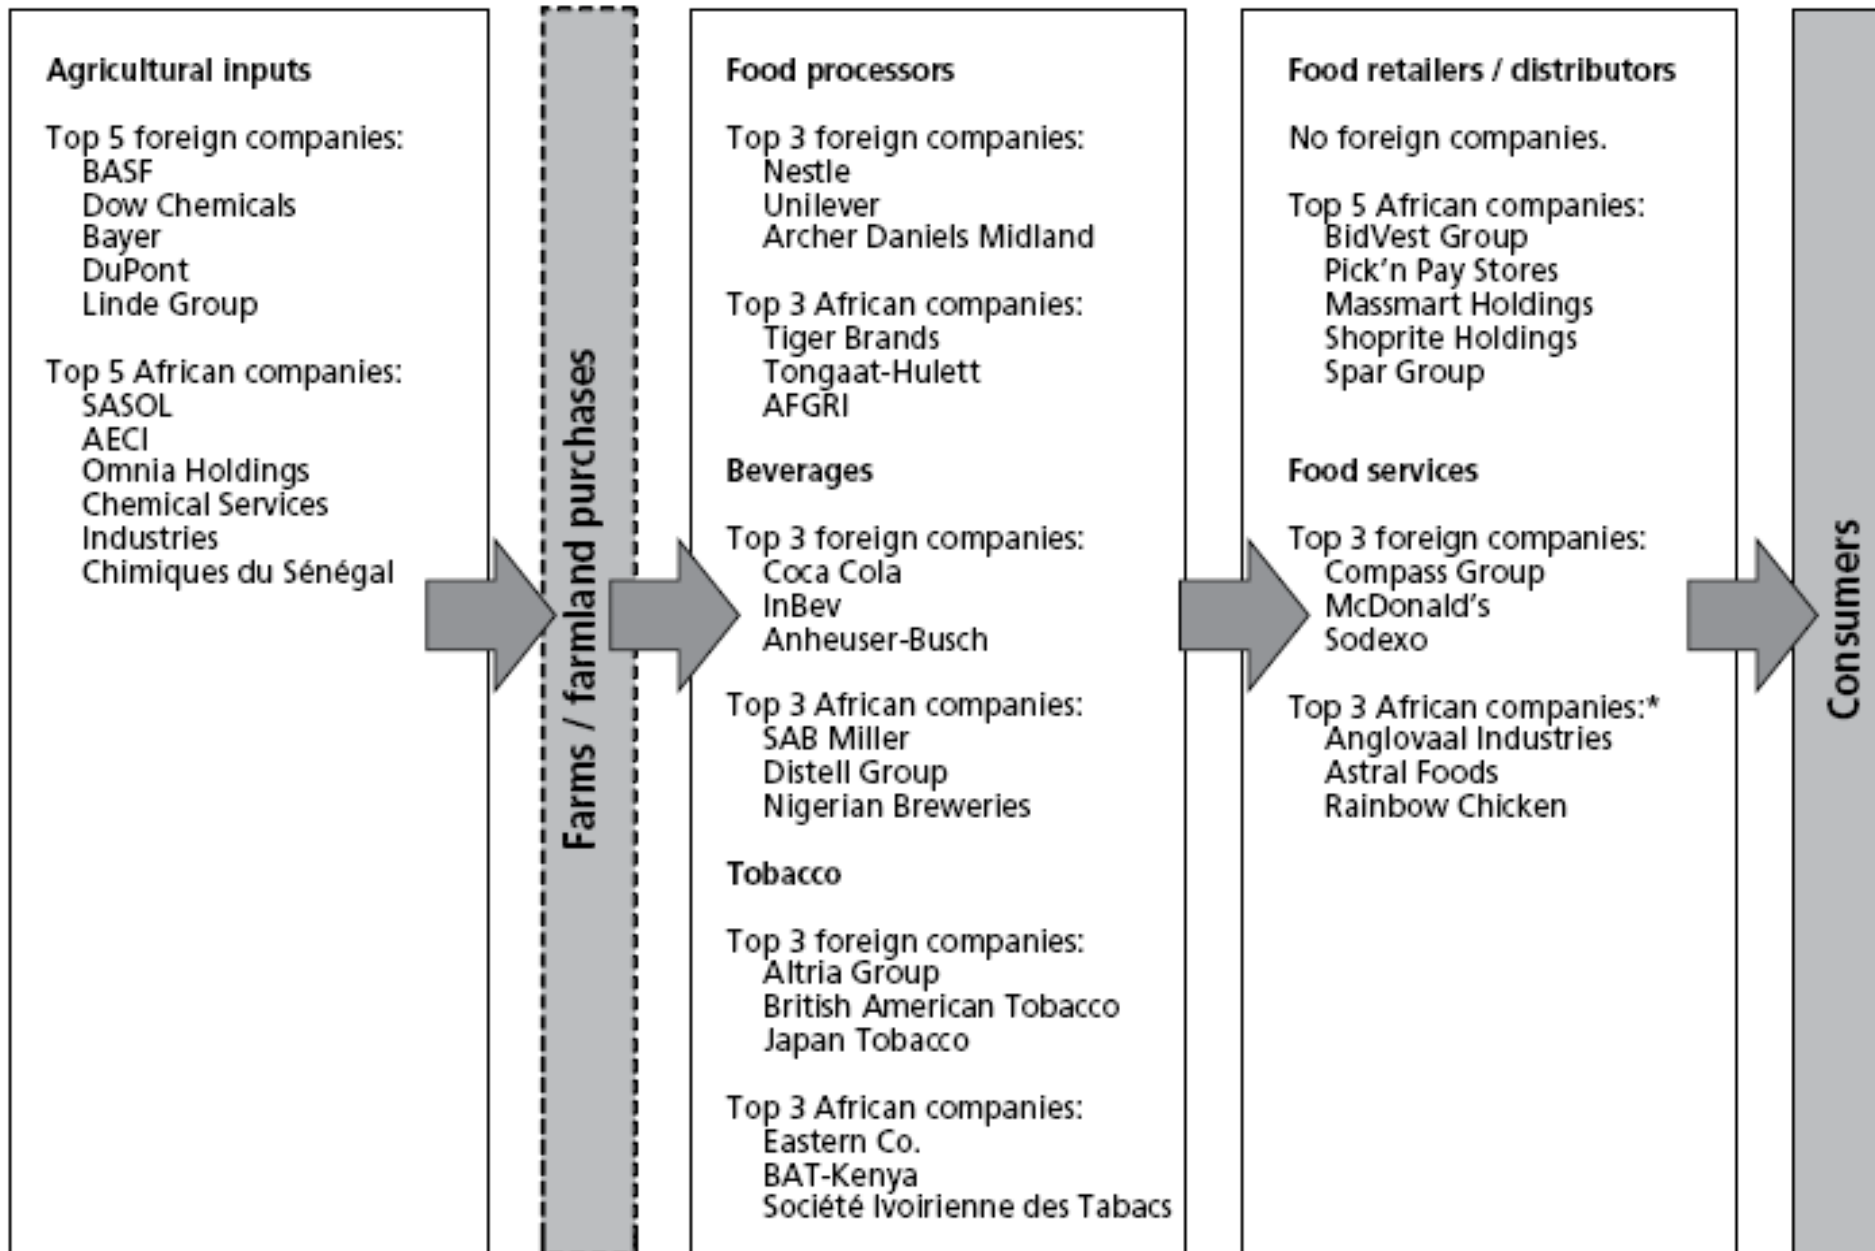 Agricultural inputs
Top 5 foreign companies:
BASF
Dow Chemicals
Bayer
DuPont
Linde Group
Top 5 African companies:
SASOL
AECI
Omnia Holdings
Chemical Services
Industries
Chimiques du Sénégal
Farms / farmland purchases
Food processors
Top 3 foreign companies:
Nestle
Unilever
Archer Daniels Midland
Top 3 African companies:
Tiger Brands
Tongaat-Hulett
AFGRI
Beverages
Top 3 foreign companies:
Coca Cola
InBev
Anheuser-Busch
Top 3 African companies:
SAB Miller
Distell Group
Nigerian Breweries
Tobacco
Top 3 foreign companies:
Altria Group
British American Tobacco
Japan Tobacco
Top 3 African companies:
Eastern Co.
BAT-Kenya
Société Ivoirienne des Tabacs
Food retailers / distributors
No foreign companies.
Top 5 African companies:
BidVest Group
Pick’n Pay Stores
Massmart Holdings
Shoprite Holdings
Spar Group
Food services
Top 3 foreign companies:
Compass Group
McDonald’s
Sodexo
Top 3 African companies:*
Anglovaal Industries
Astral Foods
Rainbow Chicken
Consumers